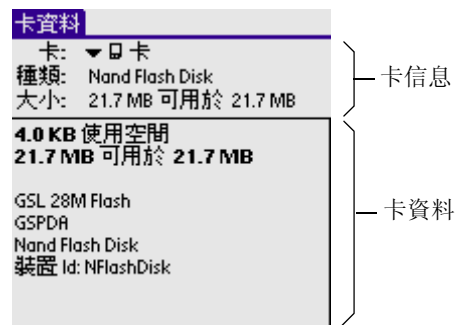 卡資料
卡: 卡
種類: Nand Flash Disk
大小: 21.7 MB 可用於 21.7 MB
卡信息
4.0 KB 使用空間
21.7 MB 可用於 21.7 MB
GSL 28M Flash
GSPDA
Nand Flash Disk
裝置 Id: NFlashDisk
卡資料